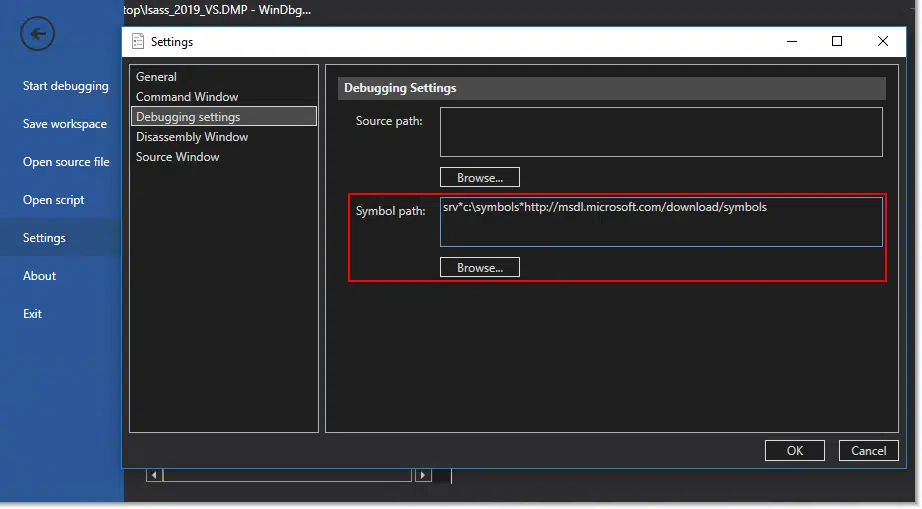 top\lsass_2019_VS.DMP - WinDbg...
Settings
Start debugging
Save workspace
Open source file
Open script
Settings
About
Exit
General
Command Window
Debugging settings
Disassembly Window
Source Window
Debugging Settings
Source path:
Browse...
Symbol path:
srv*c:\symbols*http://msdl.microsoft.com/download/symbols
Browse...
OK
Cancel